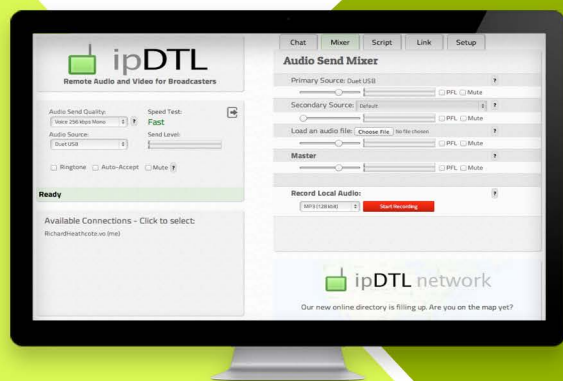 ipDTL
Remote Audio and Video for Broadcasters
Audio Send Quality:
Speed Test:
Voice 256 kbps Mono
?
Fast
Audio Source:
Send Level:
Duet USB
Ringtone
Auto-Accept
Mute
?
Ready
Available Connections - Click to select:
RichardHeathcote.vo (me)
Chat
Mixer
Script
Link
Setup
Audio Send Mixer
Primary Source: Duet USB
?
PFL
Mute
Secondary Source:
Default
?
PFL
Mute
Load an audio file:
Choose File
No file chosen
?
PFL
Mute
Master
?
PFL
Mute
Record Local Audio:
?
MP3 (128 kbit)
Start Recording
ipDTL network
Our new online directory is filling up. Are you on the map yet?